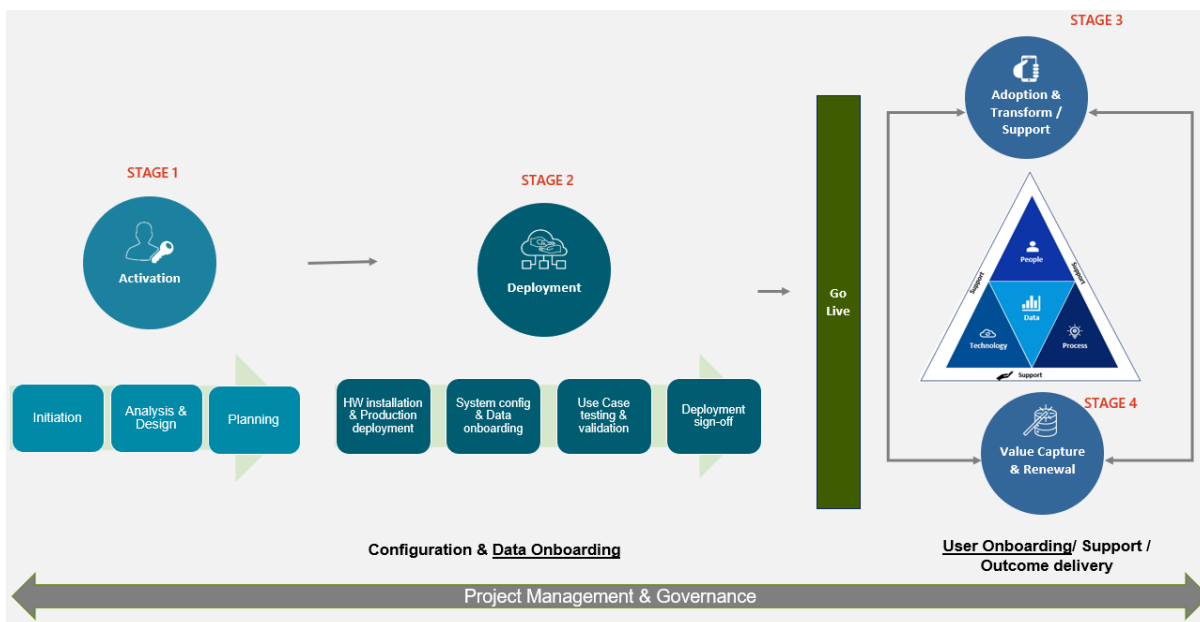 STAGE 1
Activation
Initiation
Analysis &
Design
Planning
STAGE 2
Deployment
HW installation
& Production
deployment
System config
& Data
onboarding
Use Case
testing &
validation
Deployment
sign-off
Go
Live
STAGE 3
Adoption &
Transform /
Support
Support
People
Support
Data
Technology
Process
Support
STAGE 4
Value Capture
& Renewal
Configuration & Data Onboarding
User Onboarding/ Support /
Outcome delivery
Project Management & Governance